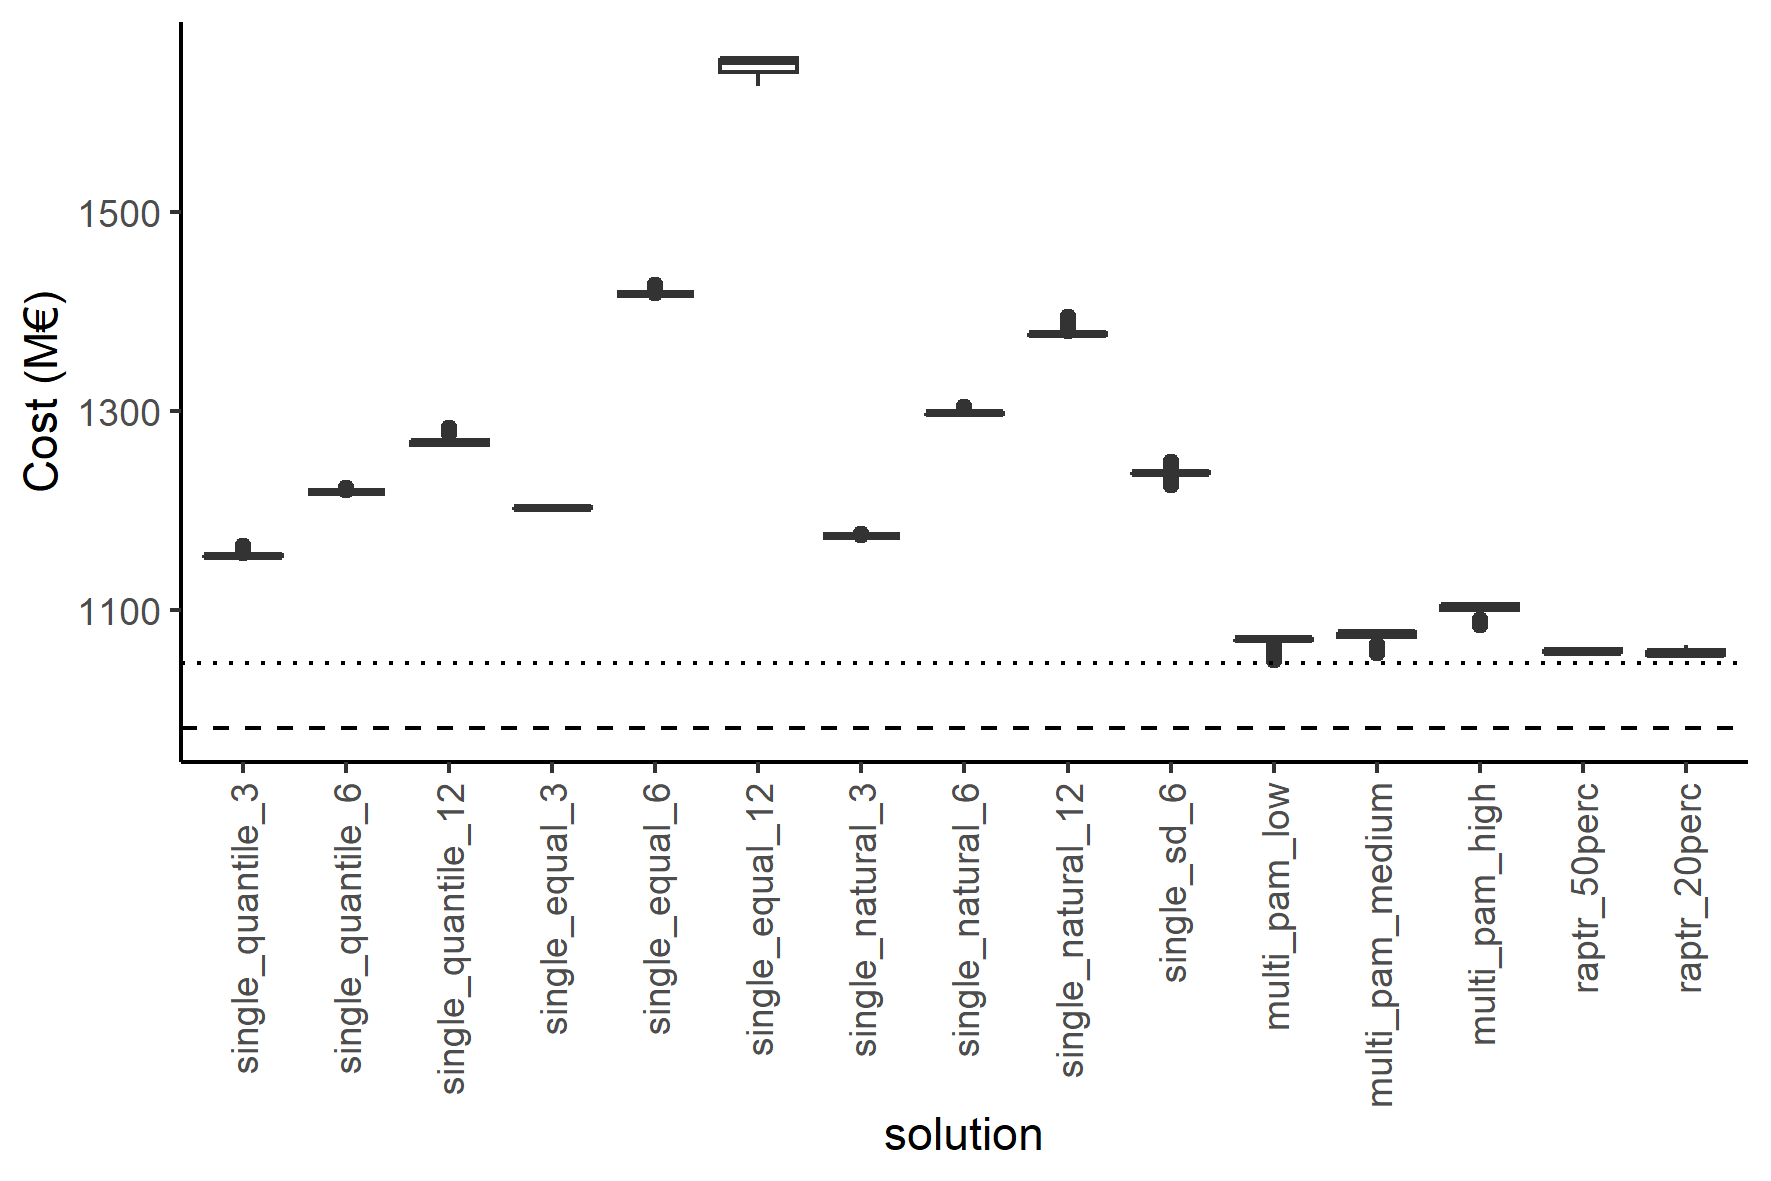 Cost (M€)
1500
1300
1100
single_quantile_3
single_quantile_6
single_quantile_12
single_equal_3
single_equal_6
single_equal_12
single_natural_3
single_natural_6
single_natural_12
single_sd_6
multi_pam_low
multi_pam_medium
multi_pam_high
raptr_50perc
raptr_20perc
solution